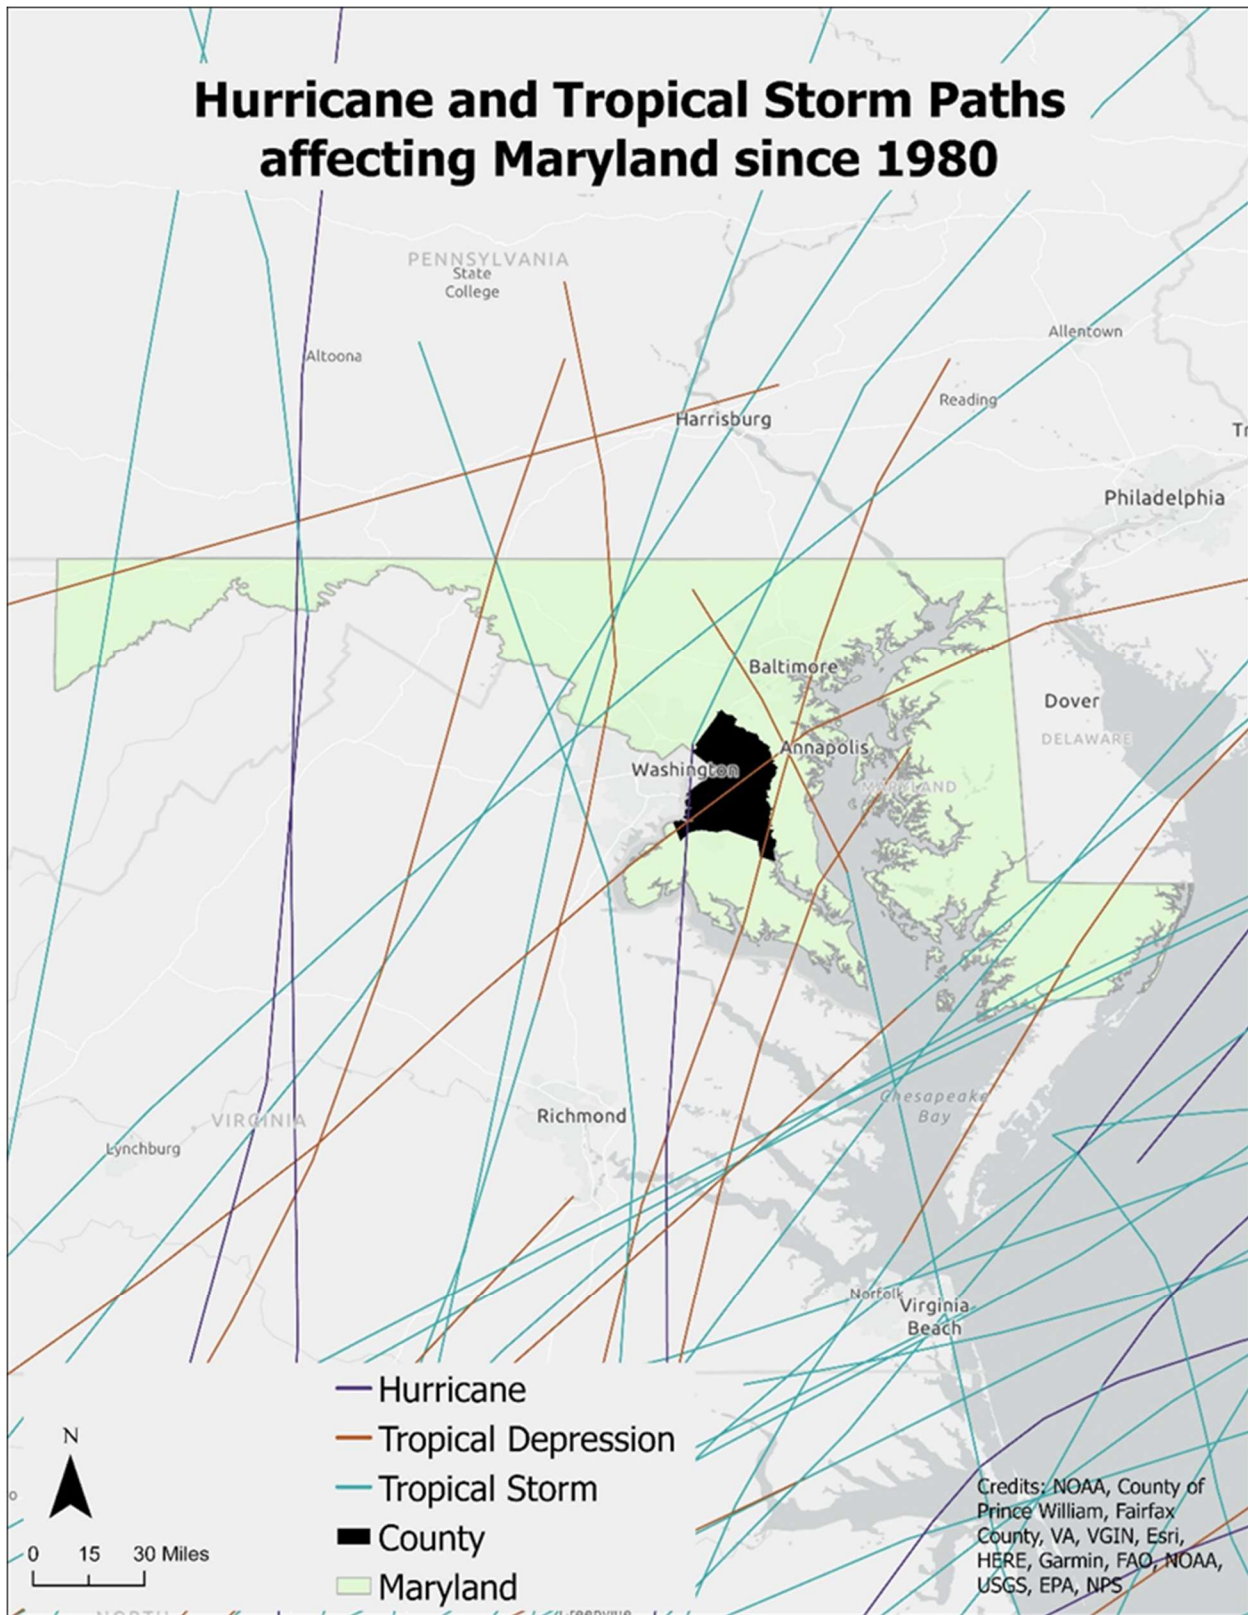 Hurricane and Tropical Storm Paths
affecting Maryland since 1980
PENNSYLVANIA
State
College
Altoona
Allentown
Reading
Harrisburg
Tr
Philadelphia
Baltimore
Dover
DELAWARE
Annapolis
Washington
MARYLAND
Chesapeake
Bay
Richmond
VIRGINIA
Lynchburg
Norfolk
Virginia
Beach
Hurricane
Tropical Depression
Tropical Storm
County
Maryland
N
0 15 30 Miles
o
Credits: NOAA, County of
Prince William, Fairfax
County, VA, VGIN, Esri,
HERE, Garmin, FAO, NOAA,
USGS, EPA, NPS
NORTH
Greenville